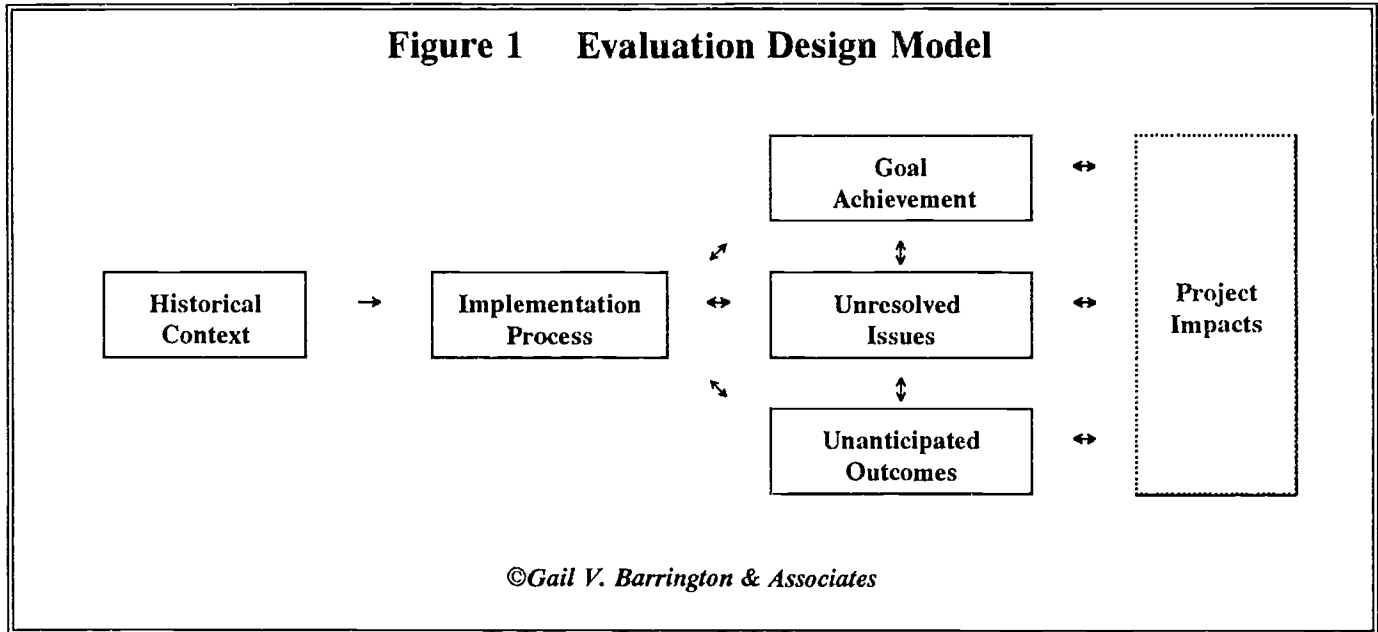 Figure 1 Evaluation Design Model
Goal
Achievement
Historical
Context
Implementation
Process
Unresolved
Issues
Project
Impacts
Unanticipated
Outcomes
©Gail V. Barrington & Associates